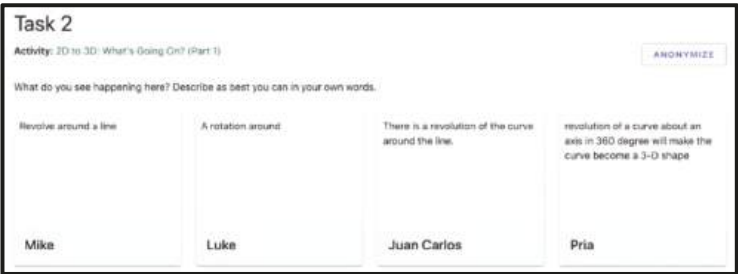 Task 2
Activity: 2D to 3D: What's Going On? (Part 1)
ANONYMIZE
What do you see happening here? Describe as best you can in your own words.
Revolve around a line
Mike
A rotation around
Luke
There is a revolution of the curve
around the line.
Juan Carlos
revolution of a curve about an
axis in 360 degree will make the
curve become a 3-D shape
Pria